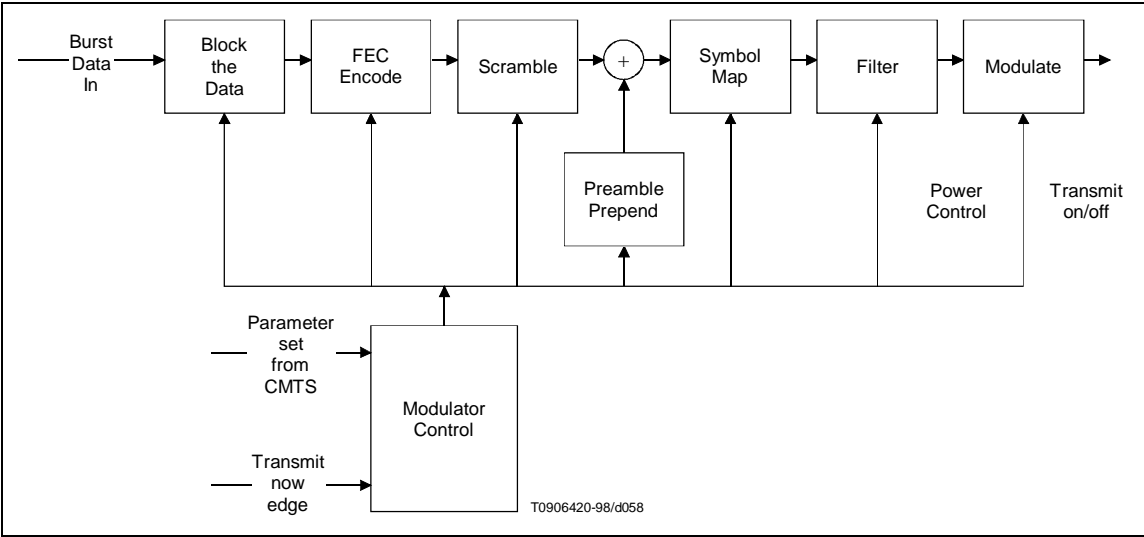 Burst
Data
In
Block
the
Data
FEC
Encode
Scramble
+
Symbol
Map
Filter
Modulate
Preamble
Prepend
Power
Control
Transmit
on/off
Parameter
set
from
CMTS
Modulator
Control
Transmit
now
edge
T0906420-98/d058